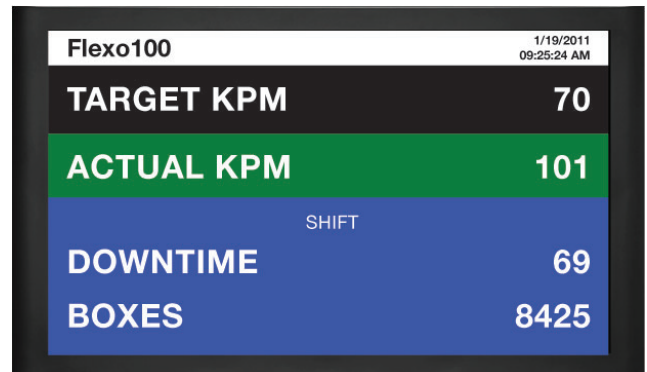 Flexo100 1/19/2011
09:25:24 AM
TARGET KPM 70
ACTUAL KPM 101
SHIFT
DOWNTIME 69
BOXES 8425